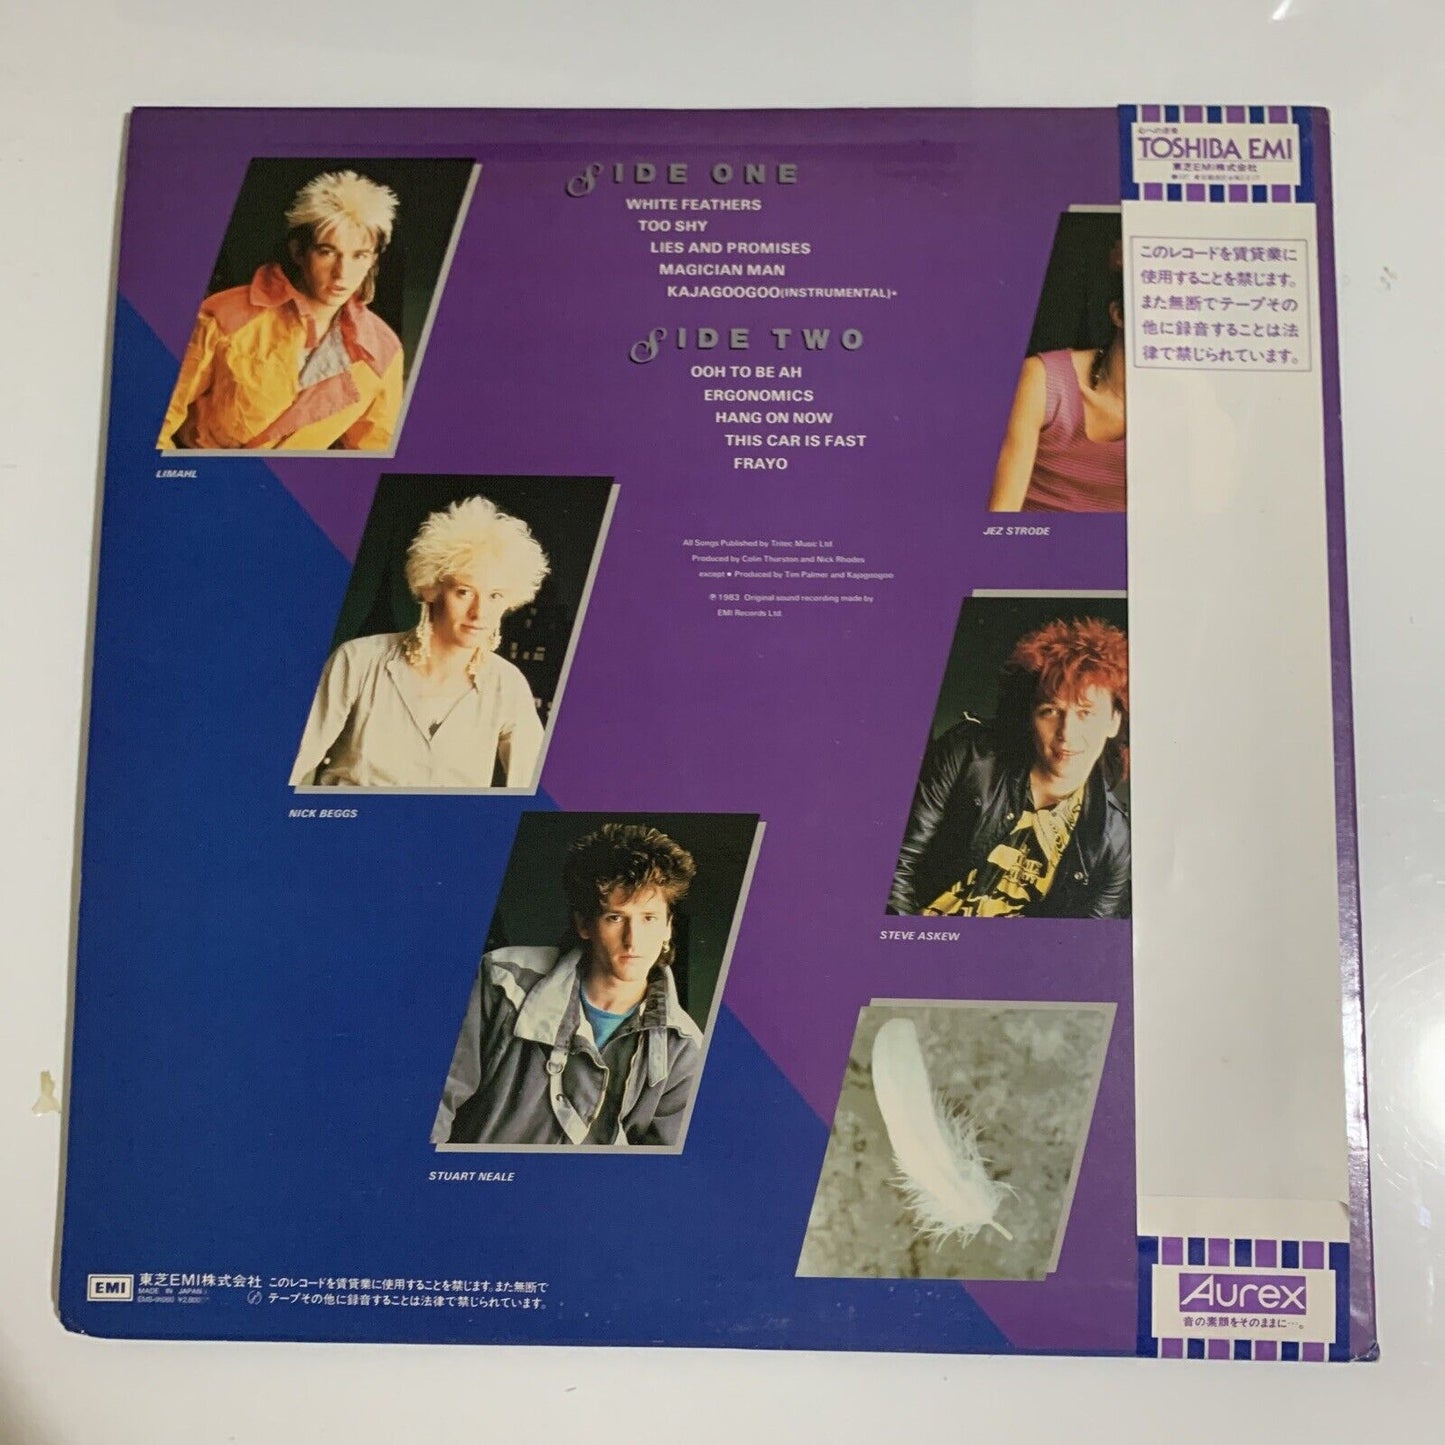 SIDE ONE
WHITE FEATHERS
TOO SHY
LIES AND PROMISES
MAGICIAN MAN
KAJAGOOGOO(INSTRUMENTAL)*
SIDE TWO
OOH TO BE AH
ERGONOMICS
HANG ON NOW
THIS CAR IS FAST
FRAYO
All Songs Published by Tritec Music Ltd.
Produced by Colin Thurston and Nick Rhodes
except * Produced by Tim Palmer and Kajagoogoo
℗ 1983 Original sound recording made by
EMI Records Ltd.
LIMAHL
NICK BEGGS
STUART NEALE
JEZ STRODE
STEVE ASKEW
TOSHIBA EMI
東芝EMI株式会社
このレコードを賃貸業に
使用することを禁じます。
また無断でテープその
他に録音することは法
律で禁じられています。
Aurex
音の素顔をそのままに…。
EMI
東芝EMI株式会社
MADE IN JAPAN
¥2,800
このレコードを賃貸業に使用することを禁じます。また無断で
テープその他に録音することは法律で禁じられています。